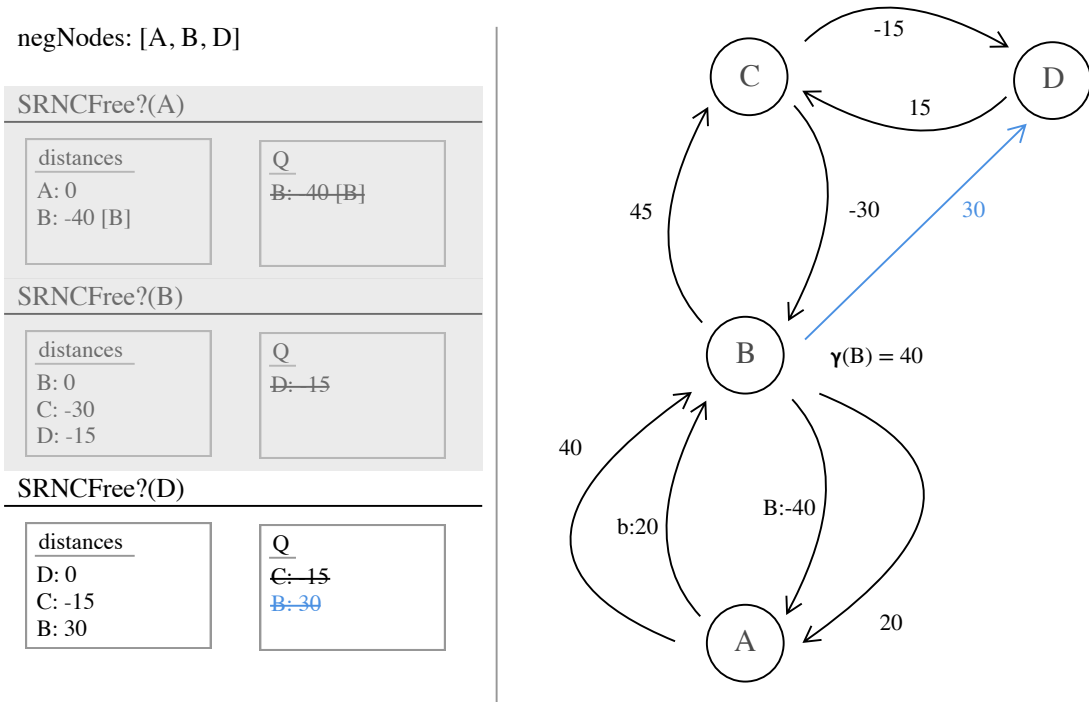 negNodes: [A, B, D]
SRNCFree?(A)
distances
A: 0
B: -40 [B]
Q
B: -40 [B]
SRNCFree?(B)
distances
B: 0
C: -30
D: -15
Q
D: -15
SRNCFree?(D)
distances
D: 0
C: -15
B: 30
Q
C: -15
B: 30
-15
C
D
15
45
-30
30
B
γ(B) = 40
40
b:20
B:-40
20
A